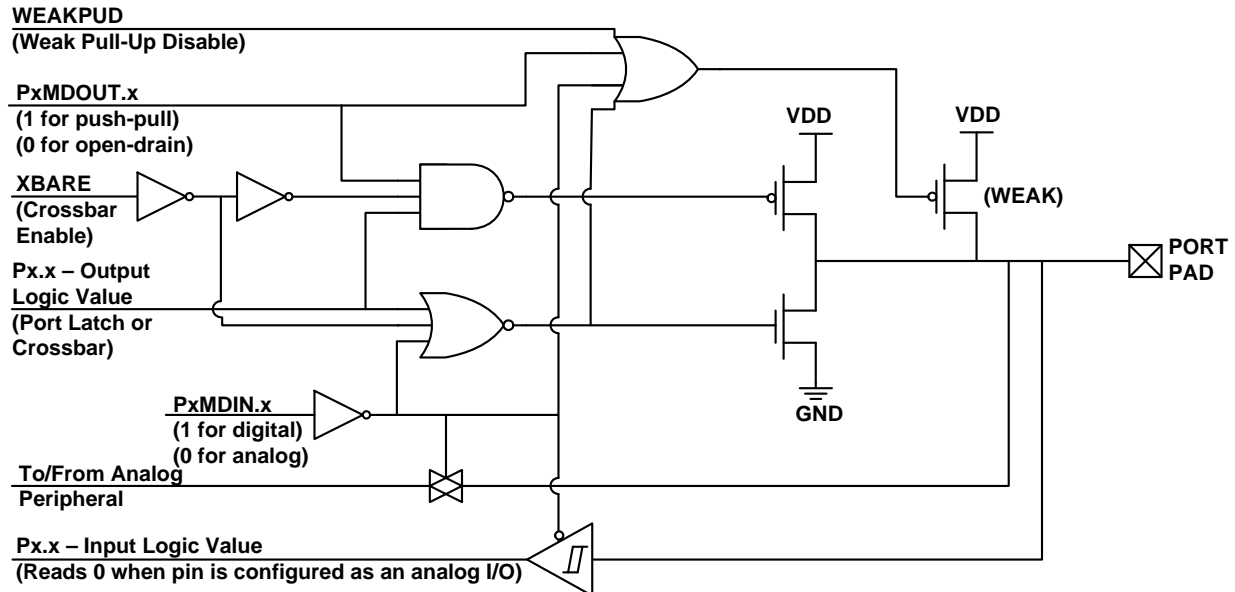 WEAKPUD
(Weak Pull-Up Disable)
PxMDOUT.x
(1 for push-pull)
(0 for open-drain)
XBARE
(Crossbar
Enable)
Px.x – Output
Logic Value
(Port Latch or
Crossbar)
PxMDIN.x
(1 for digital)
(0 for analog)
To/From Analog
Peripheral
Px.x – Input Logic Value
(Reads 0 when pin is configured as an analog I/O)
VDD
VDD
(WEAK)
PORT
PAD
GND